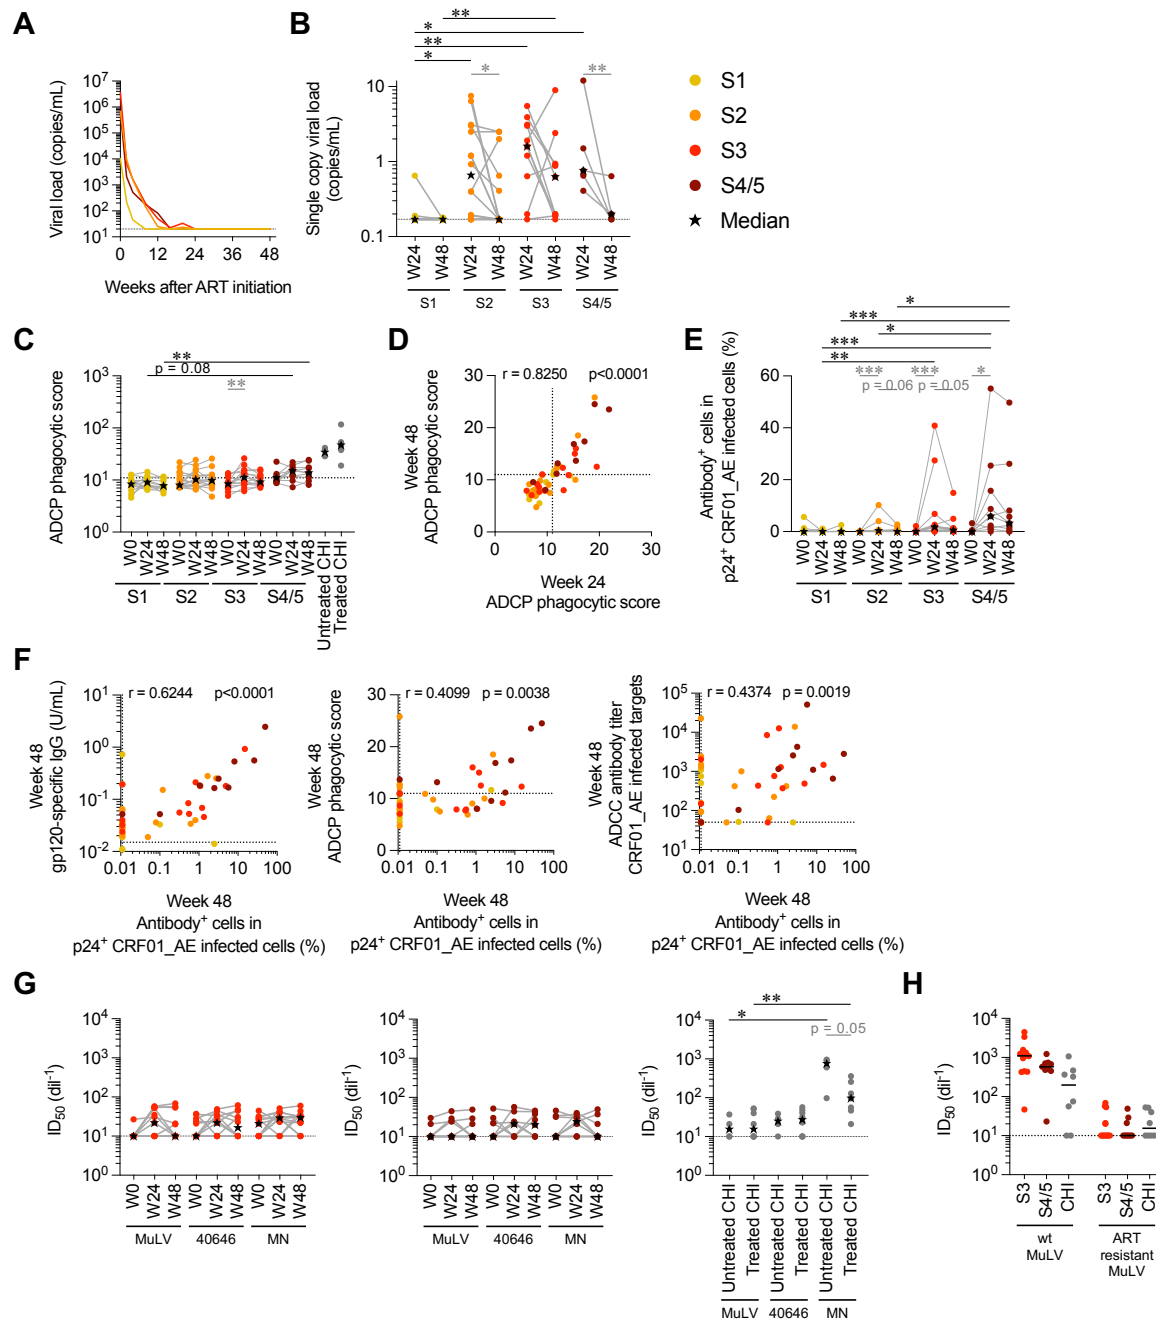 A
Viral load (copies/mL)
10⁷
10⁶
10⁵
10⁴
10³
10²
10¹
0 12 24 36 48
Weeks after ART initiation
B
Single copy viral load
(copies/mL)
**
*
**
*
* **
10
1
0.1
W24 W48 W24 W48 W24 W48 W24 W48
S1 S2 S3 S4/5
S1
S2
S3
S4/5
★ Median
C
ADCP phagocytic score
**
p = 0.08
**
10³
10²
10¹
10⁰
W0 W24 W48 W0 W24 W48 W0 W24 W48 W0 W24 W48 Untreated CHI Treated CHI
S1 S2 S3 S4/5
D
Week 48
ADCP phagocytic score
r = 0.8250 p<0.0001
30
20
10
0
0 10 20 30
Week 24
ADCP phagocytic score
E
Antibody⁺ cells in
p24⁺ CRF01_AE infected cells (%)
*
***
*
***
**
*** *** *
p = 0.06 p = 0.05
60
40
20
0
W0 W24 W48 W0 W24 W48 W0 W24 W48 W0 W24 W48
S1 S2 S3 S4/5
F
Week 48
gp120-specific IgG (U/mL)
r = 0.6244 p<0.0001
10¹
10⁰
10⁻¹
10⁻²
0.01 0.1 1 10 100
Week 48
Antibody⁺ cells in
p24⁺ CRF01_AE infected cells (%)
Week 48
ADCP phagocytic score
r = 0.4099 p = 0.0038
30
20
10
0
0.01 0.1 1 10 100
Week 48
Antibody⁺ cells in
p24⁺ CRF01_AE infected cells (%)
Week 48
ADCC antibody titer
CRF01_AE infected targets
r = 0.4374 p = 0.0019
10⁵
10⁴
10³
10²
10¹
0.01 0.1 1 10 100
Week 48
Antibody⁺ cells in
p24⁺ CRF01_AE infected cells (%)
G
ID₅₀ (dil⁻¹)
10⁴
10³
10²
10¹
10⁰
W0 W24 W48 W0 W24 W48 W0 W24 W48
MuLV 40646 MN
ID₅₀ (dil⁻¹)
10⁴
10³
10²
10¹
10⁰
W0 W24 W48 W0 W24 W48 W0 W24 W48
MuLV 40646 MN
ID₅₀ (dil⁻¹)
**
*
p = 0.05
10⁴
10³
10²
10¹
10⁰
Untreated CHI Treated CHI Untreated CHI Treated CHI Untreated CHI Treated CHI
MuLV 40646 MN
H
ID₅₀ (dil⁻¹)
10⁴
10³
10²
10¹
10⁰
S3 S4/5 CHI S3 S4/5 CHI
wt
MuLV
ART
resistant
MuLV